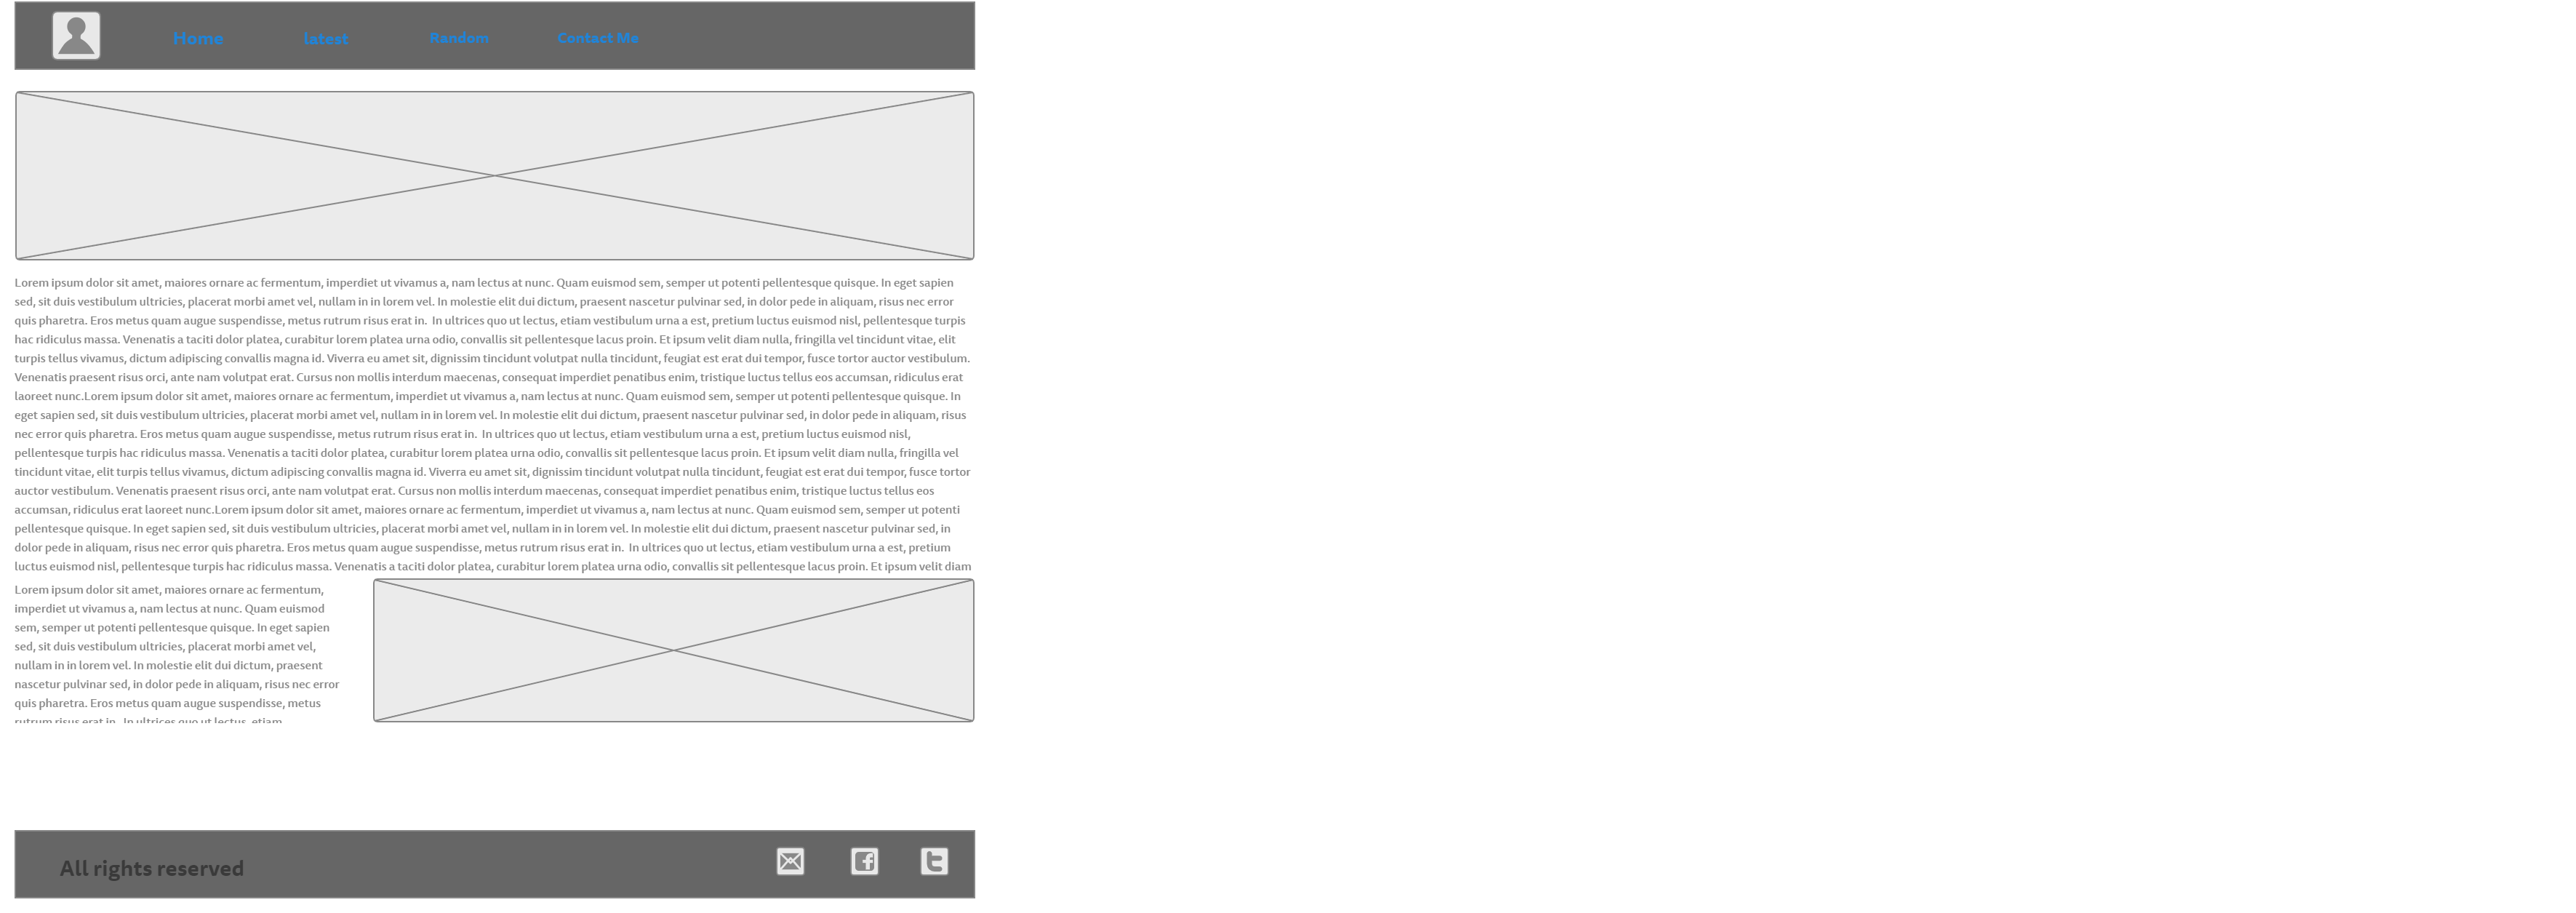 Home latest Random Contact Me
Lorem ipsum dolor sit amet, maiores ornare ac fermentum, imperdiet ut vivamus a, nam lectus at nunc. Quam euismod sem, semper ut potenti pellentesque quisque. In eget sapien
sed, sit duis vestibulum ultricies, placerat morbi amet vel, nullam in in lorem vel. In molestie elit dui dictum, praesent nascetur pulvinar sed, in dolor pede in aliquam, risus nec error
quis pharetra. Eros metus quam augue suspendisse, metus rutrum risus erat in.  In ultrices quo ut lectus, etiam vestibulum urna a est, pretium luctus euismod nisl, pellentesque turpis
hac ridiculus massa. Venenatis a taciti dolor platea, curabitur lorem platea urna odio, convallis sit pellentesque lacus proin. Et ipsum velit diam nulla, fringilla vel tincidunt vitae, elit
turpis tellus vivamus, dictum adipiscing convallis magna id. Viverra eu amet sit, dignissim tincidunt volutpat nulla tincidunt, feugiat est erat dui tempor, fusce tortor auctor vestibulum.
Venenatis praesent risus orci, ante nam volutpat erat. Cursus non mollis interdum maecenas, consequat imperdiet penatibus enim, tristique luctus tellus eos accumsan, ridiculus erat
laoreet nunc.Lorem ipsum dolor sit amet, maiores ornare ac fermentum, imperdiet ut vivamus a, nam lectus at nunc. Quam euismod sem, semper ut potenti pellentesque quisque. In
eget sapien sed, sit duis vestibulum ultricies, placerat morbi amet vel, nullam in in lorem vel. In molestie elit dui dictum, praesent nascetur pulvinar sed, in dolor pede in aliquam, risus
nec error quis pharetra. Eros metus quam augue suspendisse, metus rutrum risus erat in.  In ultrices quo ut lectus, etiam vestibulum urna a est, pretium luctus euismod nisl,
pellentesque turpis hac ridiculus massa. Venenatis a taciti dolor platea, curabitur lorem platea urna odio, convallis sit pellentesque lacus proin. Et ipsum velit diam nulla, fringilla vel
tincidunt vitae, elit turpis tellus vivamus, dictum adipiscing convallis magna id. Viverra eu amet sit, dignissim tincidunt volutpat nulla tincidunt, feugiat est erat dui tempor, fusce tortor
auctor vestibulum. Venenatis praesent risus orci, ante nam volutpat erat. Cursus non mollis interdum maecenas, consequat imperdiet penatibus enim, tristique luctus tellus eos
accumsan, ridiculus erat laoreet nunc.Lorem ipsum dolor sit amet, maiores ornare ac fermentum, imperdiet ut vivamus a, nam lectus at nunc. Quam euismod sem, semper ut potenti
pellentesque quisque. In eget sapien sed, sit duis vestibulum ultricies, placerat morbi amet vel, nullam in in lorem vel. In molestie elit dui dictum, praesent nascetur pulvinar sed, in
dolor pede in aliquam, risus nec error quis pharetra. Eros metus quam augue suspendisse, metus rutrum risus erat in.  In ultrices quo ut lectus, etiam vestibulum urna a est, pretium
luctus euismod nisl, pellentesque turpis hac ridiculus massa. Venenatis a taciti dolor platea, curabitur lorem platea urna odio, convallis sit pellentesque lacus proin. Et ipsum velit diam
Lorem ipsum dolor sit amet, maiores ornare ac fermentum,
imperdiet ut vivamus a, nam lectus at nunc. Quam euismod
sem, semper ut potenti pellentesque quisque. In eget sapien
sed, sit duis vestibulum ultricies, placerat morbi amet vel,
nullam in in lorem vel. In molestie elit dui dictum, praesent
nascetur pulvinar sed, in dolor pede in aliquam, risus nec error
quis pharetra. Eros metus quam augue suspendisse, metus
rutrum risus erat in.  In ultrices quo ut lectus, etiam
All rights reserved